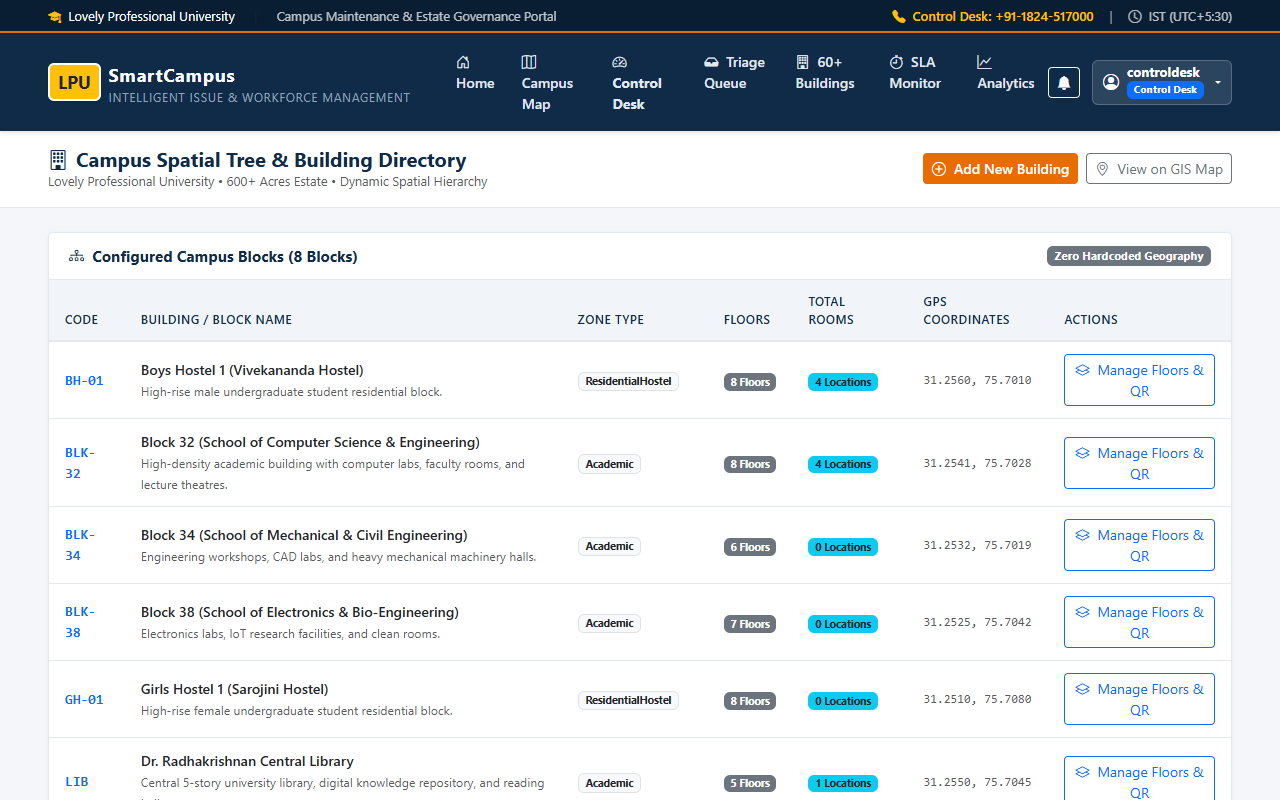 Lovely Professional University
Campus Maintenance & Estate Governance Portal
Control Desk: +91-1824-517000
|
IST (UTC+5:30)
LPU
SmartCampus
INTELLIGENT ISSUE & WORKFORCE MANAGEMENT
Home
Campus
Map
Control
Desk
Triage
Queue
60+
Buildings
SLA
Monitor
Analytics
controldesk
Control Desk
Campus Spatial Tree & Building Directory
Lovely Professional University • 600+ Acres Estate • Dynamic Spatial Hierarchy
Add New Building
View on GIS Map
Configured Campus Blocks (8 Blocks)
Zero Hardcoded Geography
CODE
BUILDING / BLOCK NAME
ZONE TYPE
FLOORS
TOTAL
ROOMS
GPS
COORDINATES
ACTIONS
BH-01
Boys Hostel 1 (Vivekananda Hostel)
High-rise male undergraduate student residential block.
ResidentialHostel
8 Floors
4 Locations
31.2560, 75.7010
Manage Floors &
QR
BLK-
32
Block 32 (School of Computer Science & Engineering)
High-density academic building with computer labs, faculty rooms, and
lecture theatres.
Academic
8 Floors
4 Locations
31.2541, 75.7028
Manage Floors &
QR
BLK-
34
Block 34 (School of Mechanical & Civil Engineering)
Engineering workshops, CAD labs, and heavy mechanical machinery halls.
Academic
6 Floors
0 Locations
31.2532, 75.7019
Manage Floors &
QR
BLK-
38
Block 38 (School of Electronics & Bio-Engineering)
Electronics labs, IoT research facilities, and clean rooms.
Academic
7 Floors
0 Locations
31.2525, 75.7042
Manage Floors &
QR
GH-01
Girls Hostel 1 (Sarojini Hostel)
High-rise female undergraduate student residential block.
ResidentialHostel
8 Floors
0 Locations
31.2510, 75.7080
Manage Floors &
QR
LIB
Dr. Radhakrishnan Central Library
Central 5-story university library, digital knowledge repository, and reading
Academic
5 Floors
1 Locations
31.2550, 75.7045
Manage Floors &
QR